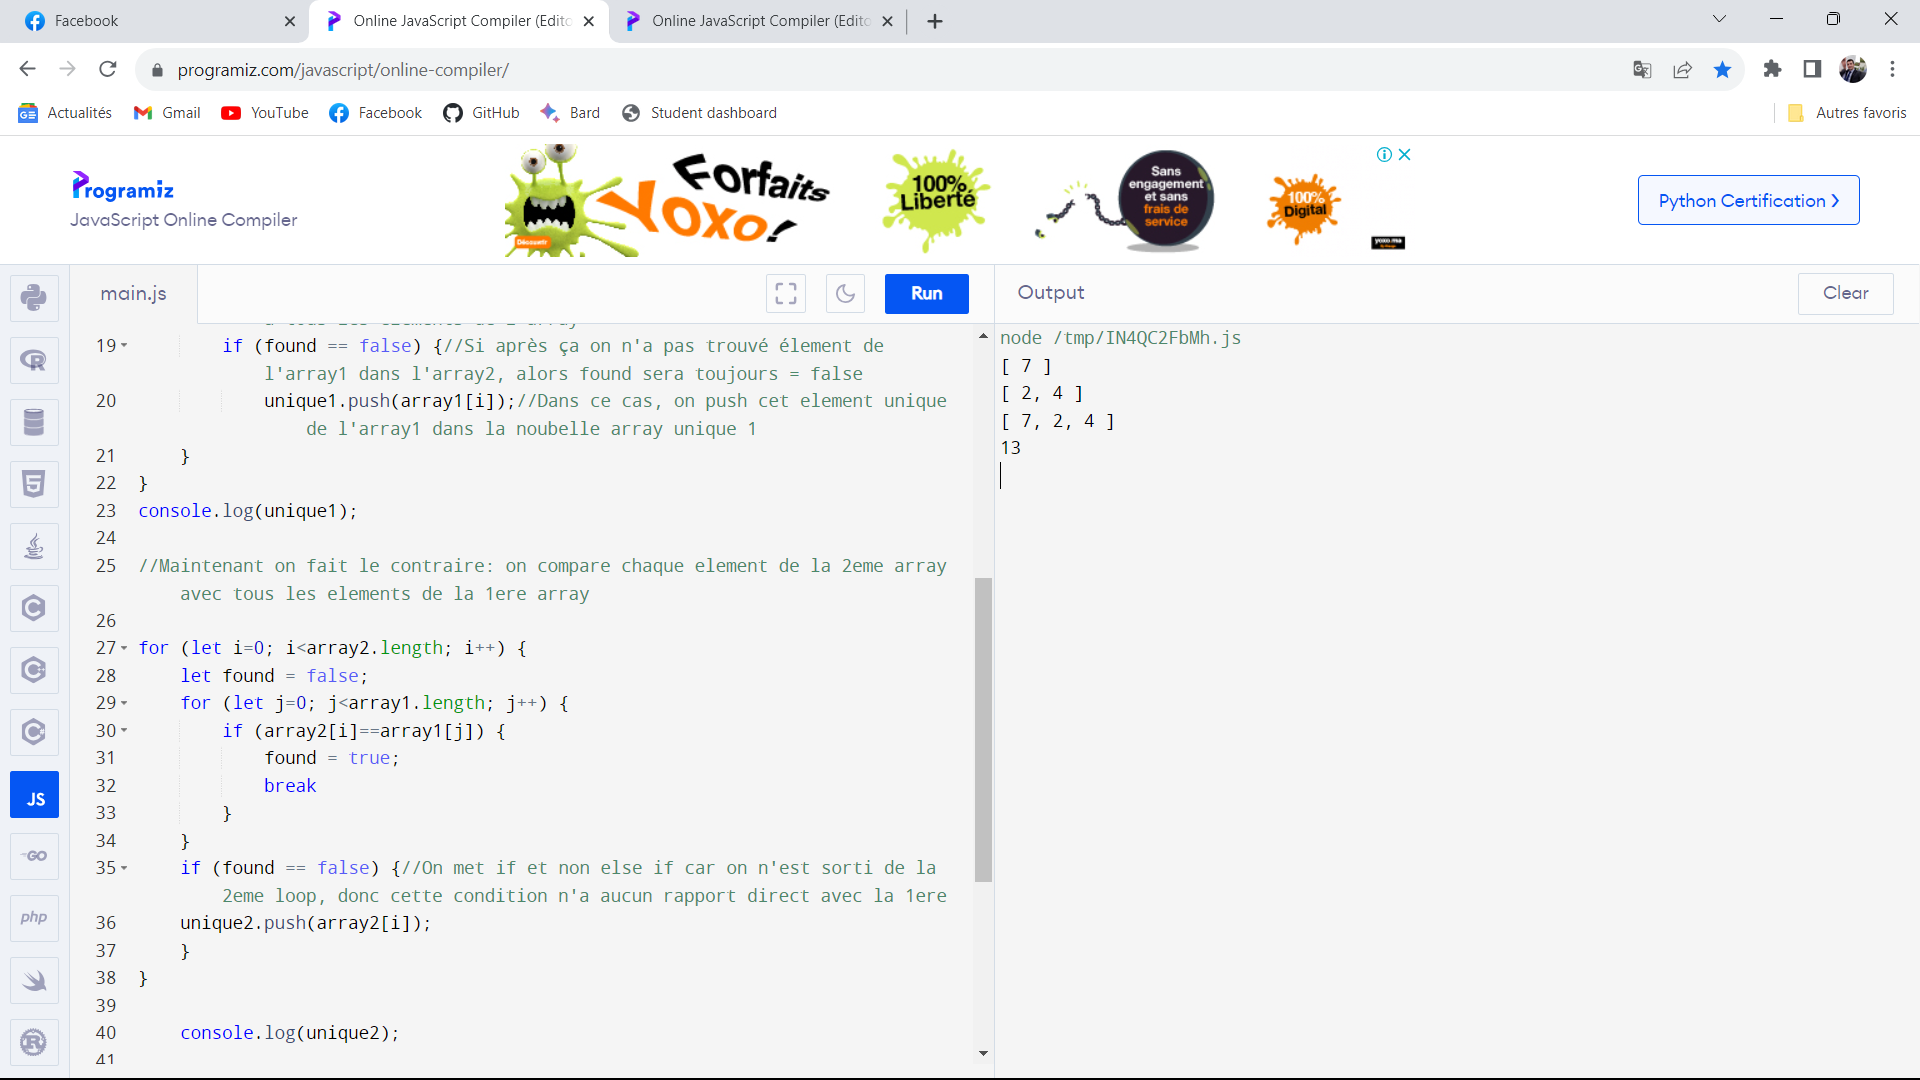 Facebook
Online JavaScript Compiler (Edito
Online JavaScript Compiler (Edito
programiz.com/javascript/online-compiler/
Actualités
Gmail
YouTube
Facebook
GitHub
Bard
Student dashboard
Autres favoris
Programiz
JavaScript Online Compiler
Découvrir
Forfaits
YOXO!
100%
Liberté
Sans
engagement
et sans
frais de
service
100%
Digital
yoxo.ma
Python Certification >
main.js
Run
Output
Clear
19 if (found == false) {//Si après ça on n'a pas trouvé élement de
l'array1 dans l'array2, alors found sera toujours = false
20 unique1.push(array1[i]);//Dans ce cas, on push cet element unique
de l'array1 dans la noubelle array unique 1
21 }
22 }
23 console.log(unique1);
24
25 //Maintenant on fait le contraire: on compare chaque element de la 2eme array
avec tous les elements de la 1ere array
26
27 for (let i=0; i<array2.length; i++) {
28 let found = false;
29 for (let j=0; j<array1.length; j++) {
30 if (array2[i]==array1[j]) {
31 found = true;
32 break
33 }
34 }
35 if (found == false) {//On met if et non else if car on n'est sorti de la
2eme loop, donc cette condition n'a aucun rapport direct avec la 1ere
36 unique2.push(array2[i]);
37 }
38 }
39
40 console.log(unique2);
41
node /tmp/IN4QC2FbMh.js
[ 7 ]
[ 2, 4 ]
[ 7, 2, 4 ]
13
JS
GO
php